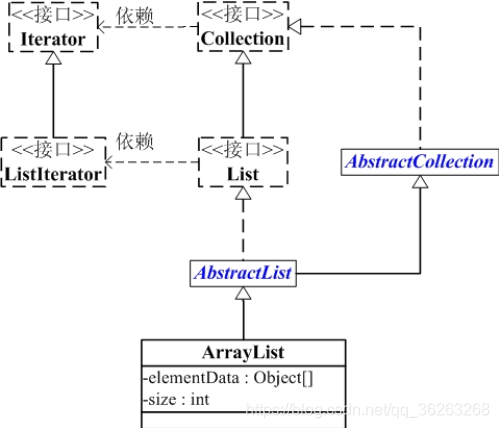 <<接口>>
Iterator
依赖
<<接口>>
Collection
<<接口>>
ListIterator
依赖
<<接口>>
List
AbstractCollection
AbstractList
ArrayList
-elementData : Object[]
-size : int
https://blog.csdn.net/qq_36263268